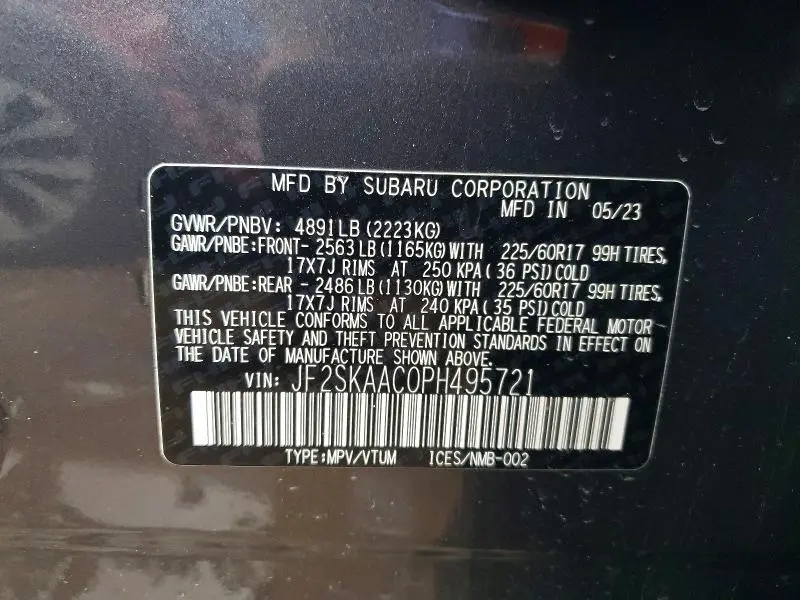 MFD BY SUBARU CORPORATION
MFD IN 05/23
GVWR/PNBV: 4891LB (2223KG)
GAWR/PNBE:FRONT- 2563 LB (1165KG) WITH 225/60R17 99H TIRES,
17X7J RIMS AT 250 KPA ( 36 PSI) COLD
GAWR/PNBE:REAR - 2486 LB (1130KG) WITH 225/60R17 99H TIRES,
17X7J RIMS AT 240 KPA ( 35 PSI) COLD
THIS VEHICLE CONFORMS TO ALL APPLICABLE FEDERAL MOTOR
VEHICLE SAFETY AND THEFT PREVENTION STANDARDS IN EFFECT ON
THE DATE OF MANUFACTURE SHOWN ABOVE.
VIN: JF2SKAAC0PH495721
TYPE:MPV/VTUM ICES/NMB-002